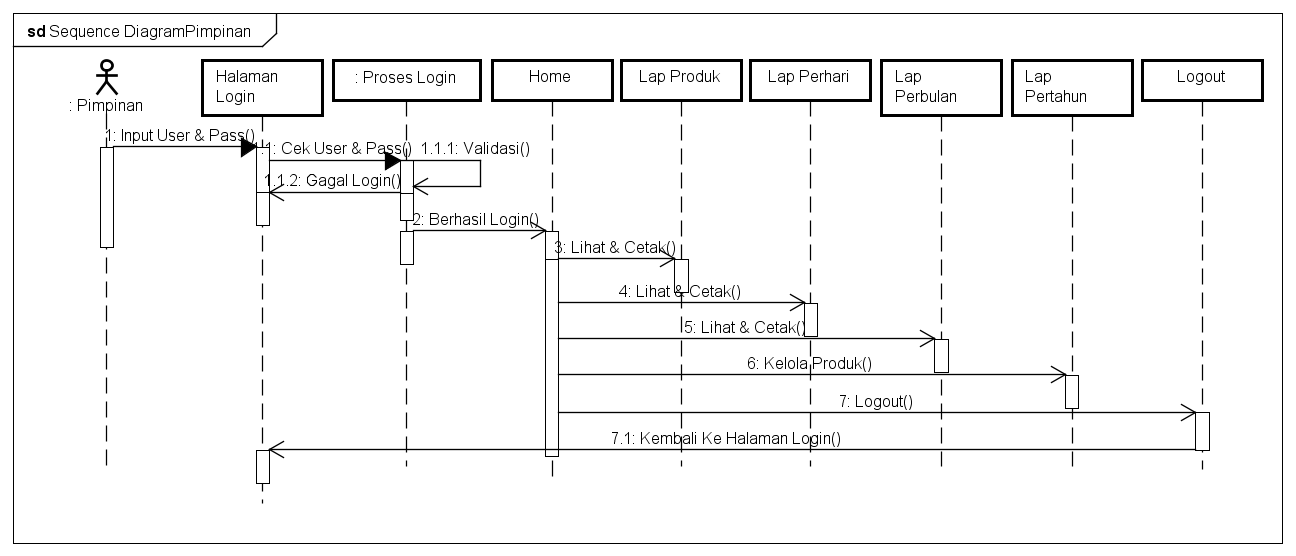 sd Sequence DiagramPimpinan
: Pimpinan
Halaman
Login
: Proses Login
Home
Lap Produk
Lap Perhari
Lap
Perbulan
Lap
Pertahun
Logout
1: Input User & Pass()
1.1: Cek User & Pass()
1.1.1: Validasi()
1.1.2: Gagal Login()
2: Berhasil Login()
3: Lihat & Cetak()
4: Lihat & Cetak()
5: Lihat & Cetak()
6: Kelola Produk()
7: Logout()
7.1: Kembali Ke Halaman Login()